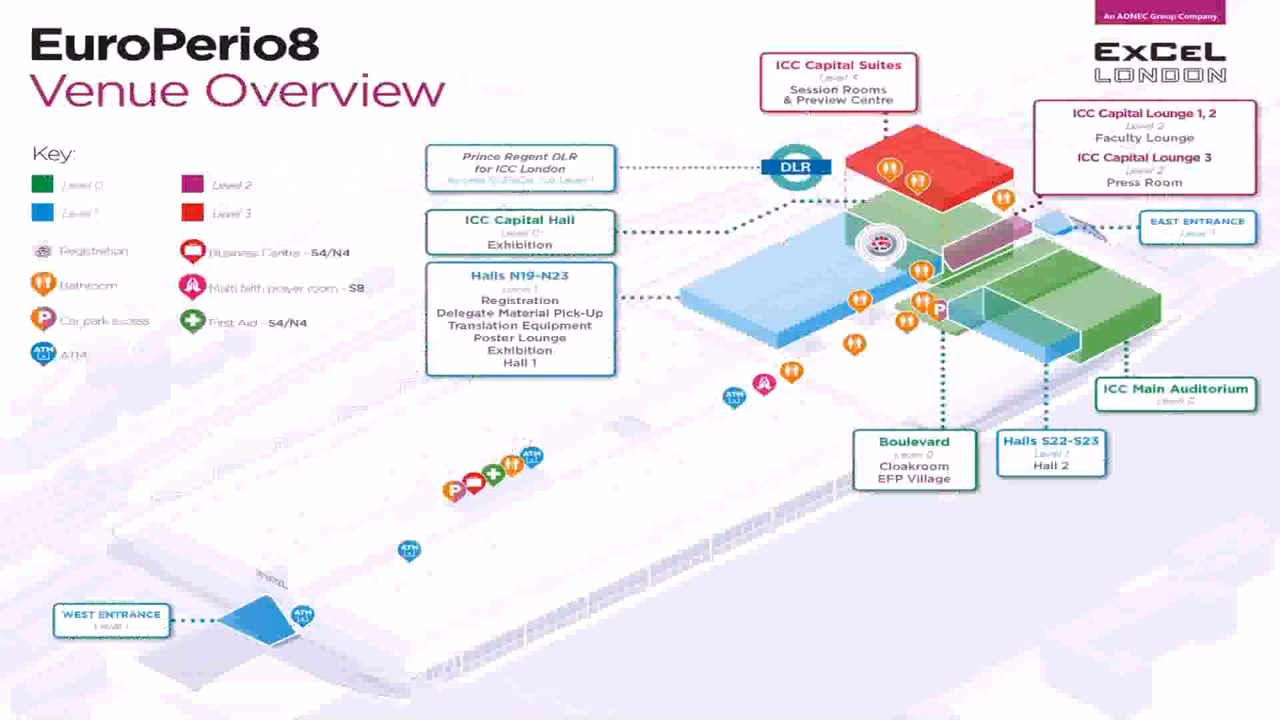 An ADNEC Group Company
EuroPerio8
Venue Overview
EXCEL
LONDON
ICC Capital Suites
Session Rooms
& Preview Centre
ICC Capital Lounge 1, 2
Level 2
Faculty Lounge
ICC Capital Lounge 3
Level 2
Press Room
Key:
Level 0
Level 2
Level 1
Level 3
Registration
Business Centre - S4/N4
Bathroom
Multi faith prayer room - S8
Car park access
First Aid - S4/N4
ATM
Prince Regent DLR
for ICC London
DLR
ICC Capital Hall
Level 0
Exhibition
EAST ENTRANCE
Level 1
Halls N19-N23
Level 1
Registration
Delegate Material Pick-Up
Translation Equipment
Poster Lounge
Exhibition
Hall 1
P
ATM
ICC Main Auditorium
Level 0
Boulevard
Level 0
Cloakroom
EFP Village
Halls S22-S23
Level 1
Hall 2
ATM
P
ATM
WEST ENTRANCE
Level 1
ATM